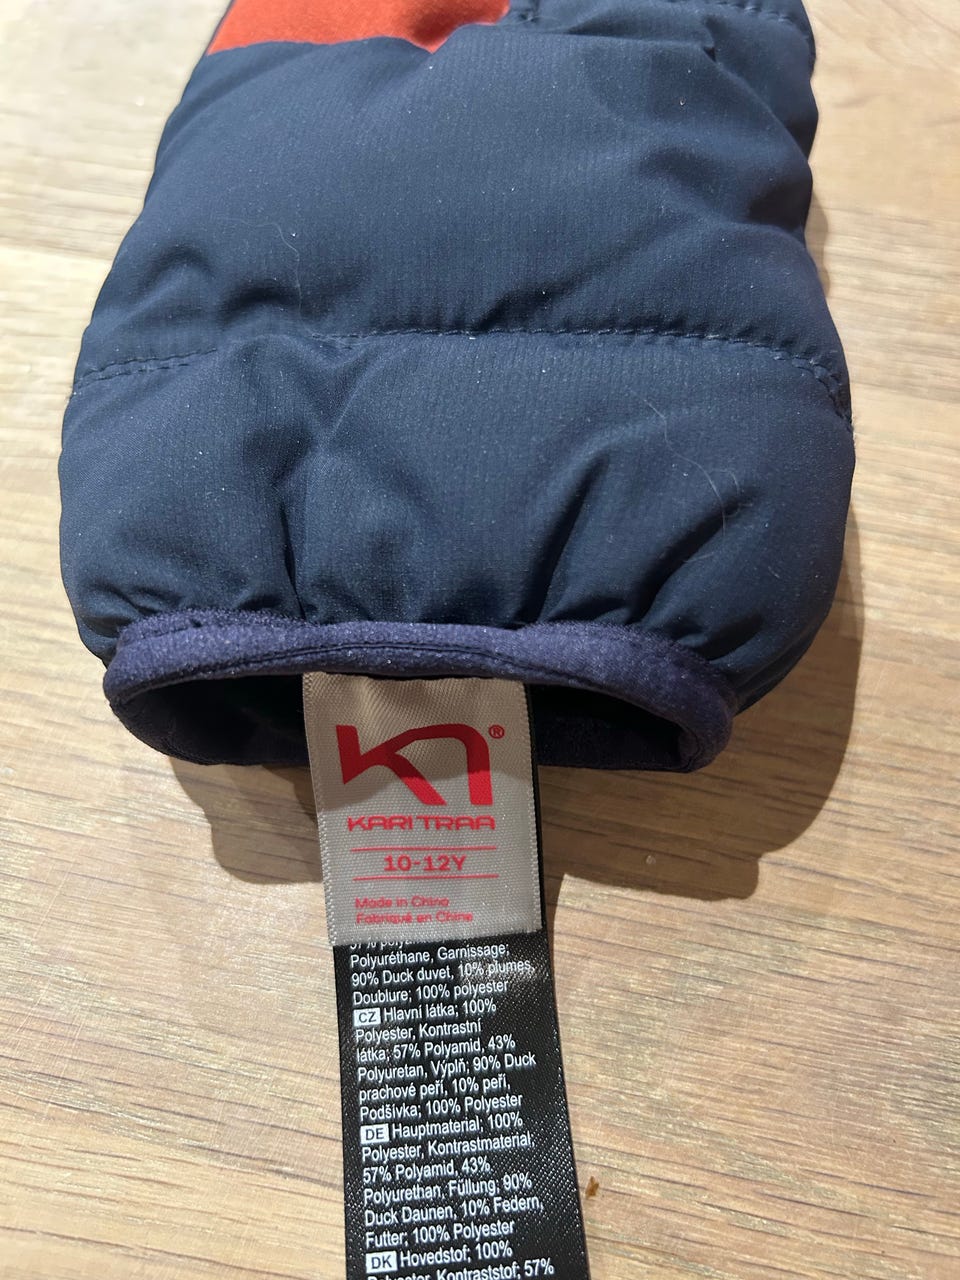 KARI TRAA
10-12Y
Made in China
Fabriqué en Chine
Polyuréthane, Garnissage;
90% Duck duvet, 10% plumes,
Doublure; 100% polyester
CZ Hlavní látka; 100%
Polyester, Kontrastní
látka; 57% Polyamid, 43%
Polyuretan, Výplň; 90% Duck
prachové peří, 10% peří,
Podšívka; 100% Polyester
DE Hauptmaterial; 100%
Polyester, Kontrastmaterial;
57% Polyamid, 43%
Polyurethan, Füllung; 90%
Duck Daunen, 10% Federn,
Futter; 100% Polyester
DK Hovedstof; 100%
Polyester, Kontraststof; 57%